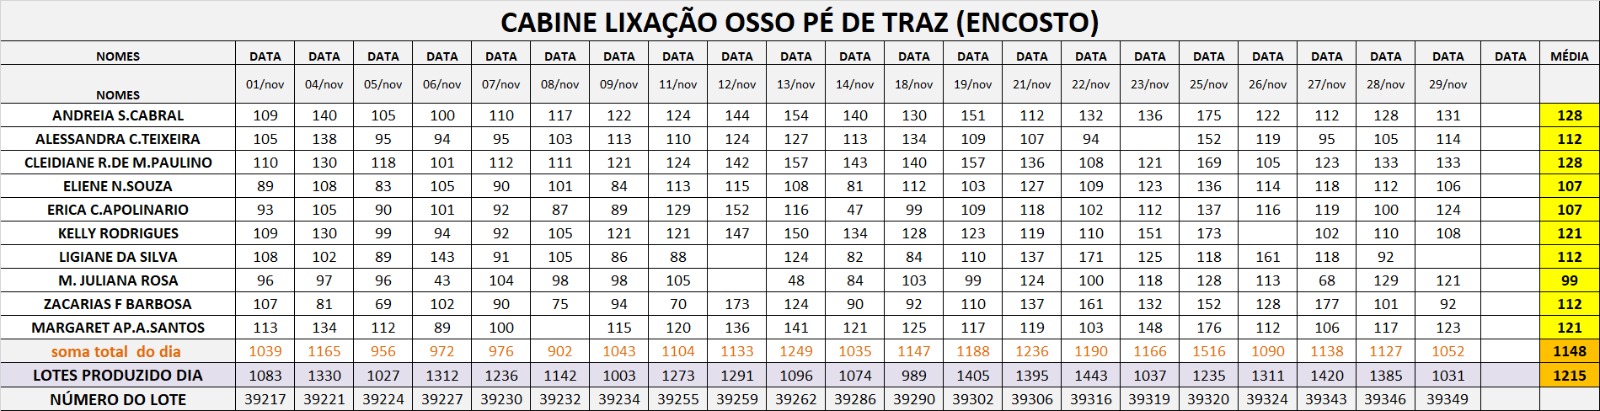 CABINE LIXAÇÃO OSSO PÉ DE TRAZ (ENCOSTO)
NOMES DATA DATA DATA DATA DATA DATA DATA DATA DATA DATA DATA DATA DATA DATA DATA DATA DATA DATA DATA DATA DATA DATA MÉDIA
NOMES 01/nov 04/nov 05/nov 06/nov 07/nov 08/nov 09/nov 11/nov 12/nov 13/nov 14/nov 18/nov 19/nov 21/nov 22/nov 23/nov 25/nov 26/nov 27/nov 28/nov 29/nov
ANDREIA S.CABRAL 109 140 105 100 110 117 122 124 144 154 140 130 151 112 132 136 175 122 112 128 131 128
ALESSANDRA C.TEIXEIRA 105 138 95 94 95 103 113 110 124 127 113 134 109 107 94 152 119 95 105 114 112
CLEIDIANE R.DE M.PAULINO 110 130 118 101 112 111 121 124 142 157 143 140 157 136 108 121 169 105 123 133 133 128
ELIENE N.SOUZA 89 108 83 105 90 101 84 113 115 108 81 112 103 127 109 123 136 114 118 112 106 107
ERICA C.APOLINARIO 93 105 90 101 92 87 89 129 152 116 47 99 109 118 102 112 137 116 119 100 124 107
KELLY RODRIGUES 109 130 99 94 92 105 121 121 147 150 134 128 123 119 110 151 173 102 110 108 121
LIGIANE DA SILVA 108 102 89 143 91 105 86 88 124 82 84 110 137 171 125 118 161 118 92 112
M. JULIANA ROSA 96 97 96 43 104 98 98 105 48 84 103 99 124 100 118 128 113 68 129 121 99
ZACARIAS F BARBOSA 107 81 69 102 90 75 94 70 173 124 90 92 110 137 161 132 152 128 177 101 92 112
MARGARET AP.A.SANTOS 113 134 112 89 100 115 120 136 141 121 125 117 119 103 148 176 112 106 117 123 121
soma total do dia 1039 1165 956 972 976 902 1043 1104 1133 1249 1035 1147 1188 1236 1190 1166 1516 1090 1138 1127 1052 1148
LOTES PRODUZIDO DIA 1083 1330 1027 1312 1236 1142 1003 1273 1291 1096 1074 989 1405 1395 1443 1037 1235 1311 1420 1385 1031 1215
NÚMERO DO LOTE 39217 39221 39224 39227 39230 39232 39234 39255 39259 39262 39286 39290 39302 39306 39316 39319 39320 39324 39343 39346 39349